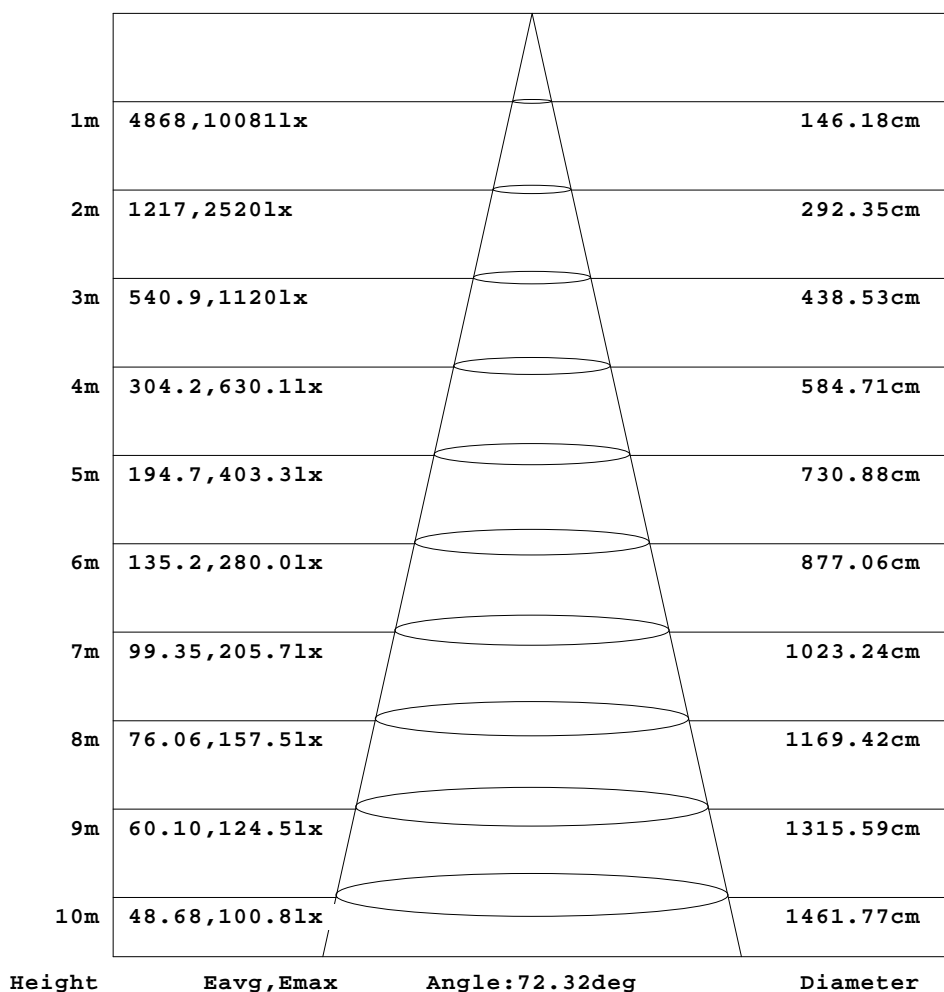 1m 4868,10081lx 146.18cm
2m 1217,2520lx 292.35cm
3m 540.9,1120lx 438.53cm
4m 304.2,630.1lx 584.71cm
5m 194.7,403.3lx 730.88cm
6m 135.2,280.0lx 877.06cm
7m 99.35,205.7lx 1023.24cm
8m 76.06,157.5lx 1169.42cm
9m 60.10,124.5lx 1315.59cm
10m 48.68,100.8lx 1461.77cm
Height Eavg,Emax Angle:72.32deg Diameter